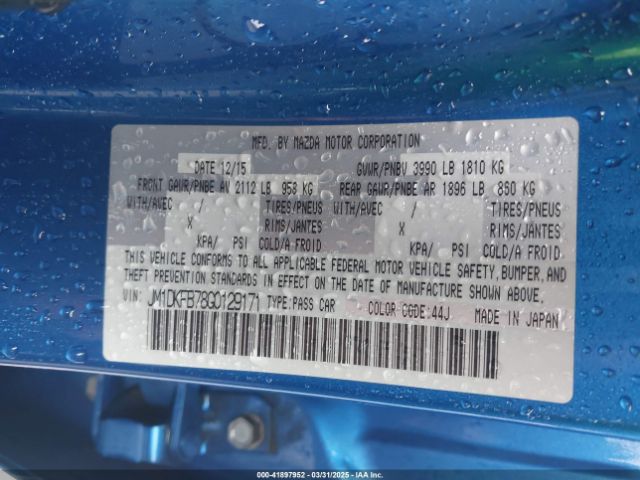 MFD. BY MAZDA MOTOR CORPORATION
DATE 12/15 GVWR/PNBV 3990 LB 1810 KG
FRONT GAWR/PNBE AV 2112 LB 958 KG REAR GAWR/PNBE AR 1896 LB 850 KG
WITH/AVEC / TIRES/PNEUS WITH/AVEC / TIRES/PNEUS
X RIMS/JANTES X RIMS/JANTES
KPA/ PSI COLD/A FROID KPA/ PSI COLD/A FROID
THIS VEHICLE CONFORMS TO ALL APPLICABLE FEDERAL MOTOR VEHICLE SAFETY, BUMPER, AND
THEFT PREVENTION STANDARDS IN EFFECT ON THE DATE OF MANUFACTURE SHOWN ABOVE.
VIN: JM1DKFB78G0129171 TYPE:PASS CAR COLOR CODE:44J MADE IN JAPAN
000-41897952 - 03/31/2025 - IAAI.COM